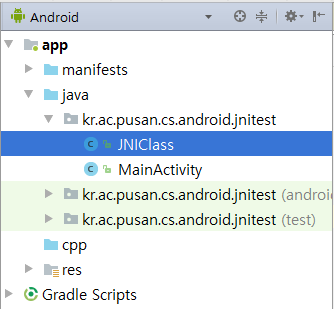 Android
app
manifests
java
kr.ac.pusan.cs.android.jnitest
JNIClass
MainActivity
kr.ac.pusan.cs.android.jnitest (androi
kr.ac.pusan.cs.android.jnitest (test)
cpp
res
Gradle Scripts